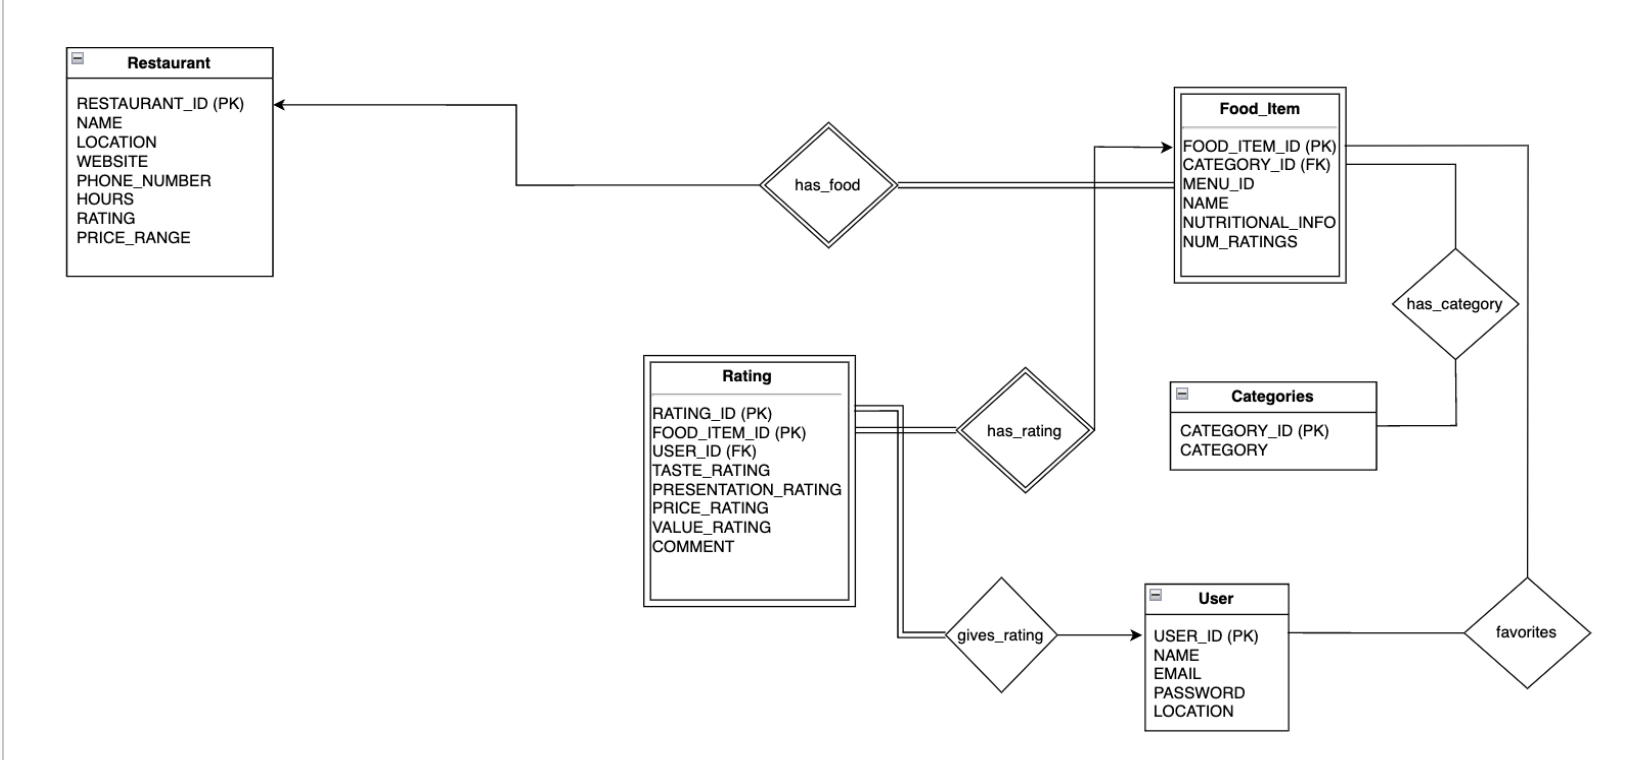 Restaurant
RESTAURANT_ID (PK)
NAME
LOCATION
WEBSITE
PHONE_NUMBER
HOURS
RATING
PRICE_RANGE
has_food
Food_Item
FOOD_ITEM_ID (PK)
CATEGORY_ID (FK)
MENU_ID
NAME
NUTRITIONAL_INFO
NUM_RATINGS
has_category
Rating
RATING_ID (PK)
FOOD_ITEM_ID (PK)
USER_ID (FK)
TASTE_RATING
PRESENTATION_RATING
PRICE_RATING
VALUE_RATING
COMMENT
has_rating
Categories
CATEGORY_ID (PK)
CATEGORY
gives_rating
User
USER_ID (PK)
NAME
EMAIL
PASSWORD
LOCATION
favorites